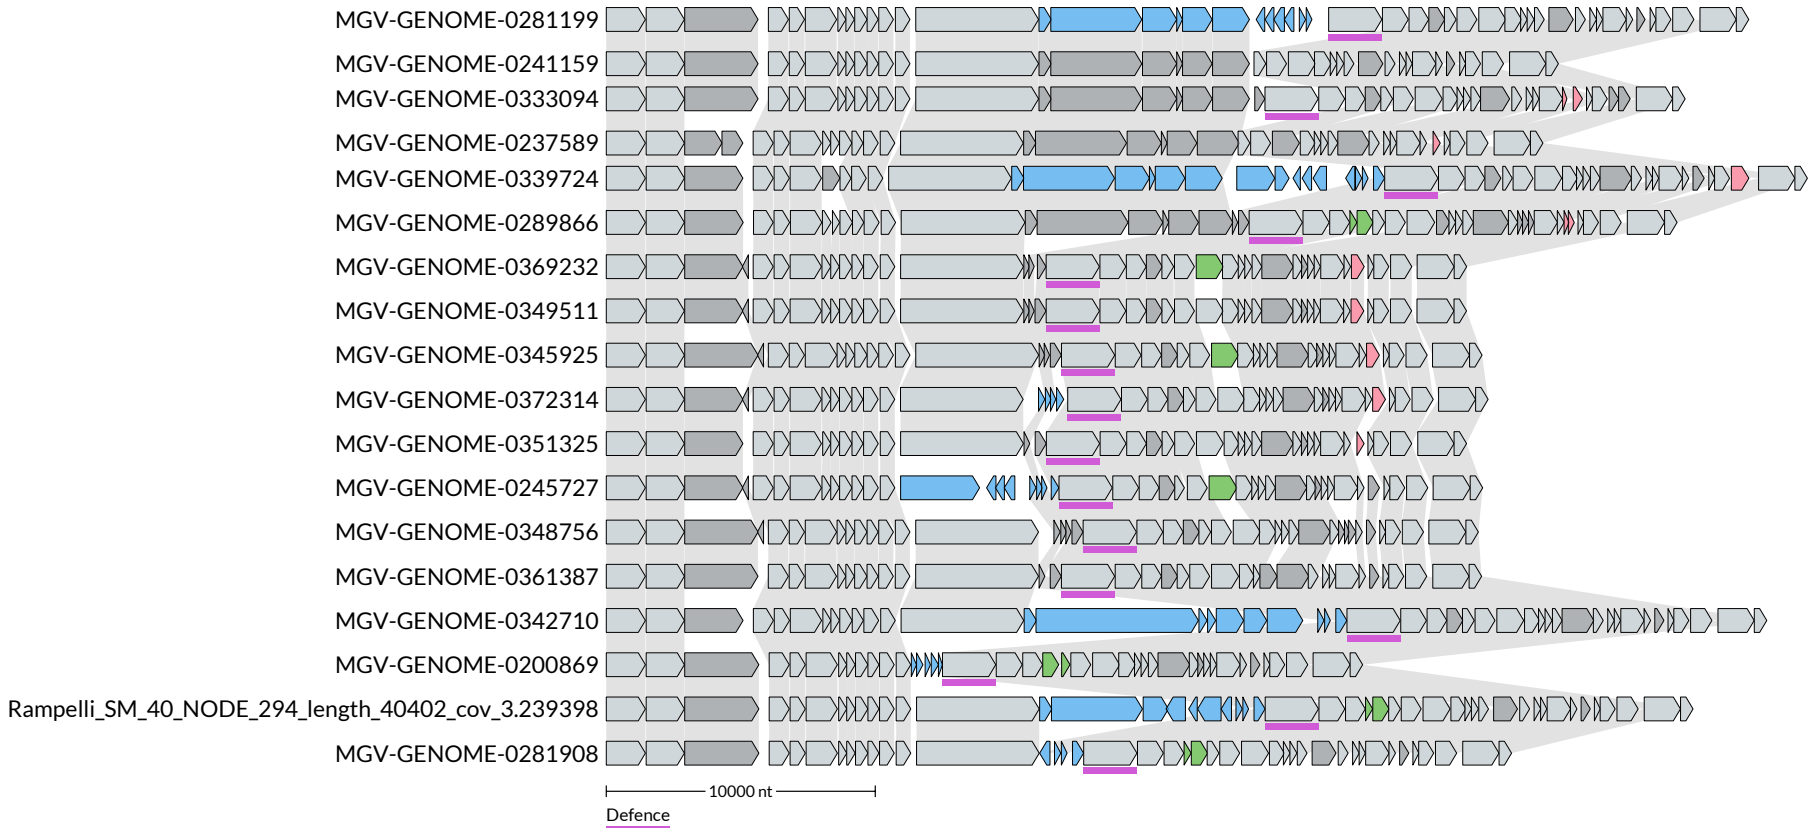 MGV-GENOME-0281199
MGV-GENOME-0241159
MGV-GENOME-0333094
MGV-GENOME-0237589
MGV-GENOME-0339724
MGV-GENOME-0289866
MGV-GENOME-0369232
MGV-GENOME-0349511
MGV-GENOME-0345925
MGV-GENOME-0372314
MGV-GENOME-0351325
MGV-GENOME-0245727
MGV-GENOME-0348756
MGV-GENOME-0361387
MGV-GENOME-0342710
MGV-GENOME-0200869
Rampelli_SM_40_NODE_294_length_40402_cov_3.239398
MGV-GENOME-0281908
10000 nt
Defence